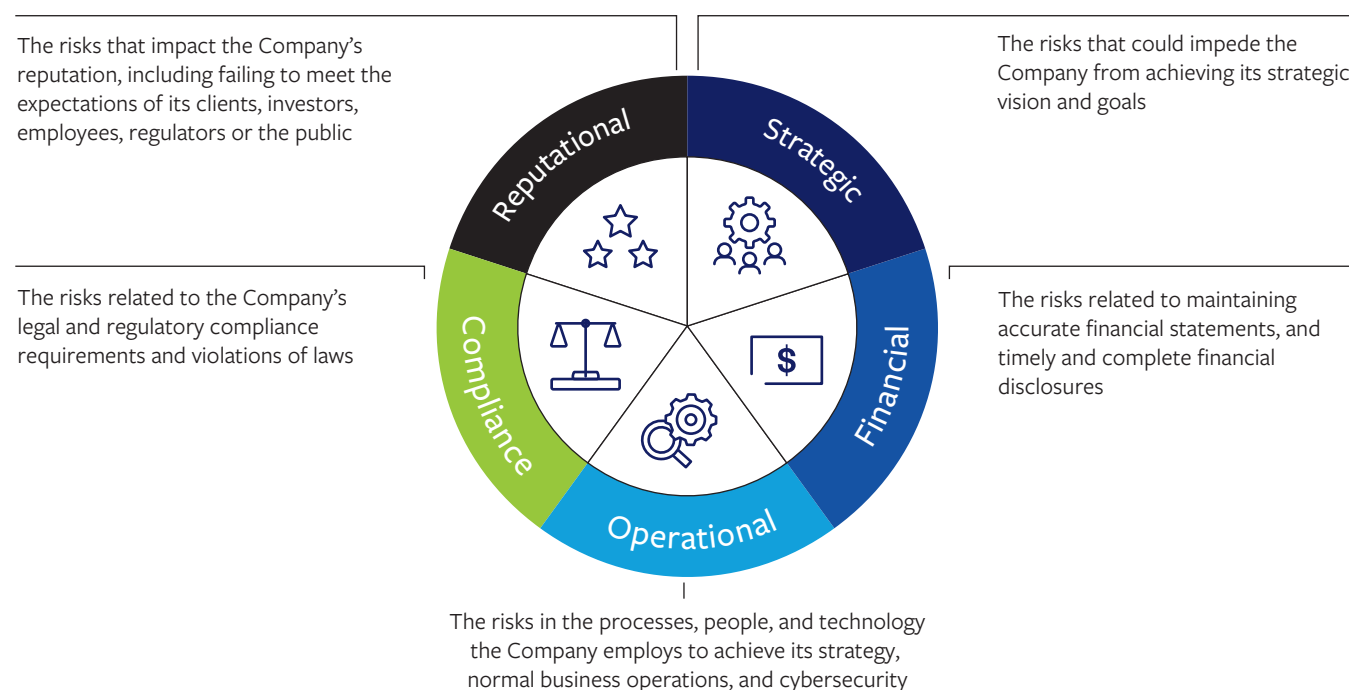 The risks that impact the Company’s
reputation, including failing to meet the
expectations of its clients, investors,
employees, regulators or the public
The risks that could impede the
Company from achieving its strategic
vision and goals
Reputational
Strategic
The risks related to the Company’s
legal and regulatory compliance
requirements and violations of laws
Compliance
$
Financial
The risks related to maintaining
accurate financial statements, and
timely and complete financial
disclosures
Operational
The risks in the processes, people, and technology
the Company employs to achieve its strategy,
normal business operations, and cybersecurity